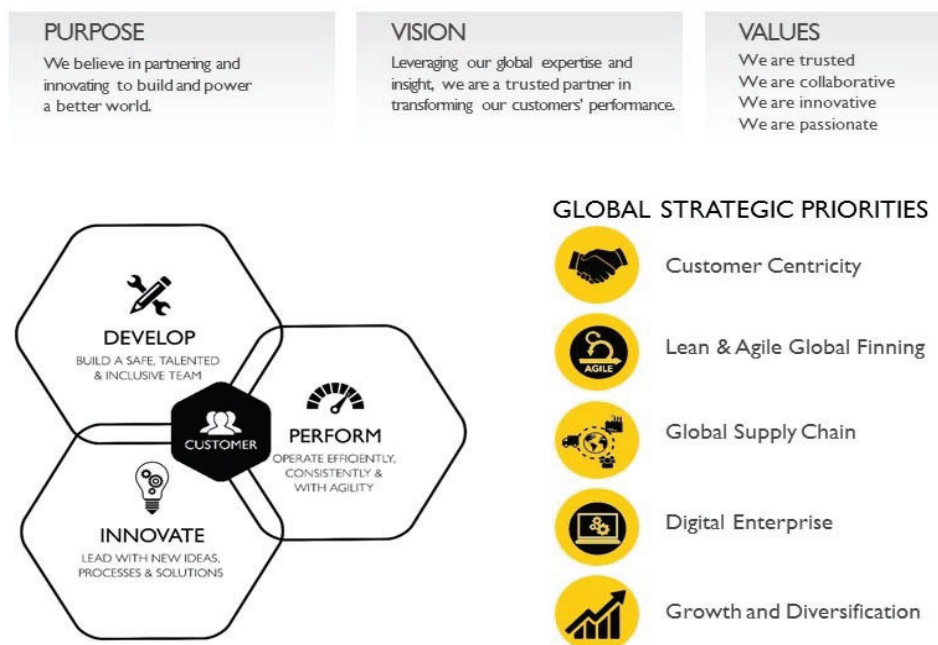 PURPOSE
We believe in partnering and
innovating to build and power
a better world.
VISION
Leveraging our global expertise and
insight, we are a trusted partner in
transforming our customers' performance.
VALUES
We are trusted
We are collaborative
We are innovative
We are passionate
DEVELOP
BUILD A SAFE, TALENTED
& INCLUSIVE TEAM
CUSTOMER
PERFORM
OPERATE EFFICIENTLY,
CONSISTENTLY &
WITH AGILITY
INNOVATE
LEAD WITH NEW IDEAS,
PROCESSES & SOLUTIONS
GLOBAL STRATEGIC PRIORITIES
Customer Centricity
AGILE
Lean & Agile Global Finning
Global Supply Chain
Digital Enterprise
Growth and Diversification